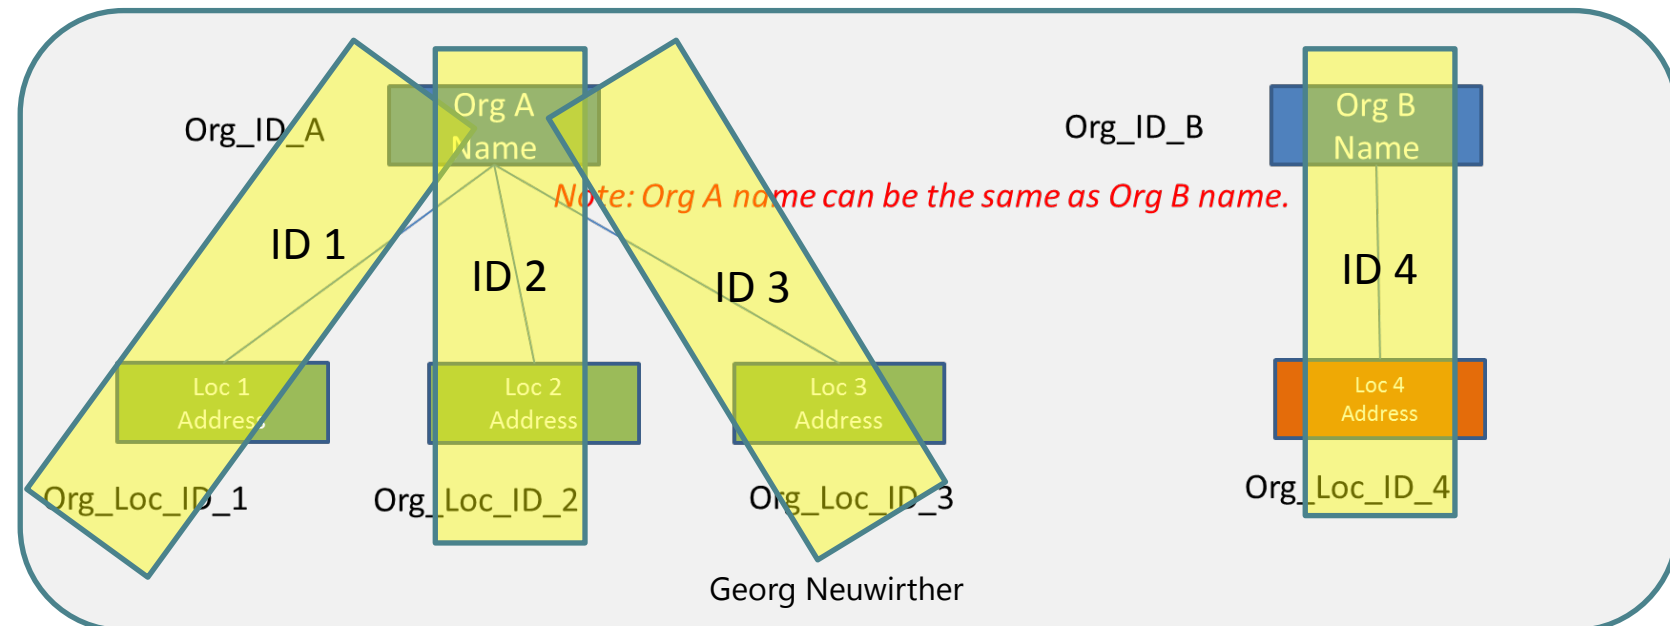 Org_ID_A
Org A
Name
Org_ID_B
Org B
Name
Note: Org A name can be the same as Org B name.
ID 1
ID 2
ID 3
ID 4
Loc 1
Address
Loc 2
Address
Loc 3
Address
Loc 4
Address
Org_Loc_ID_1
Org_Loc_ID_2
Org_Loc_ID_3
Org_Loc_ID_4
Georg Neuwirther